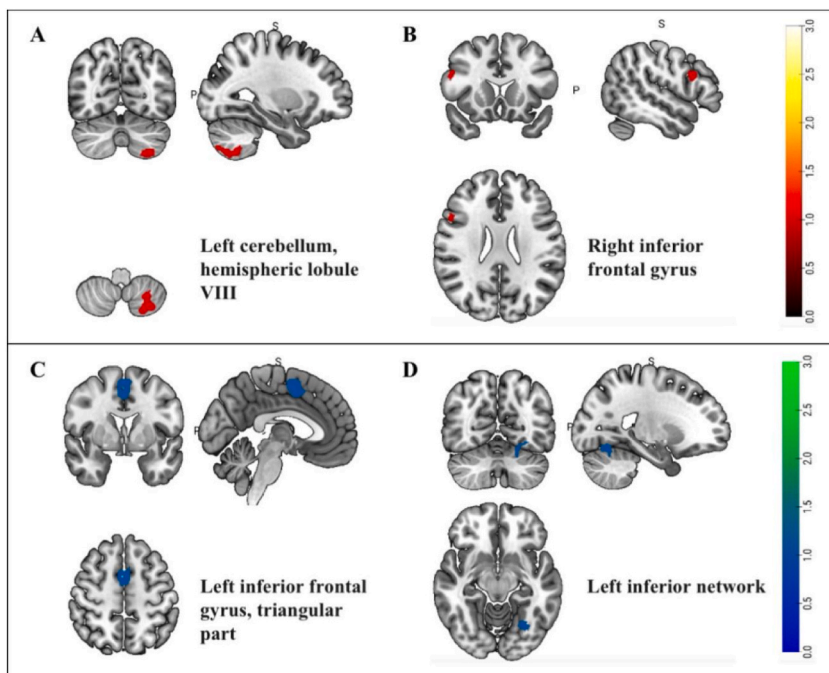 A
S
P
Left cerebellum,
hemispheric lobule
VIII
B
S
P
Right inferior
frontal gyrus
3.0
2.5
2.0
1.5
1.0
0.5
0.0
C
S
P
Left inferior frontal
gyrus, triangular
part
D
S
P
Left inferior network
3.0
2.5
2.0
1.5
1.0
0.5
0.0